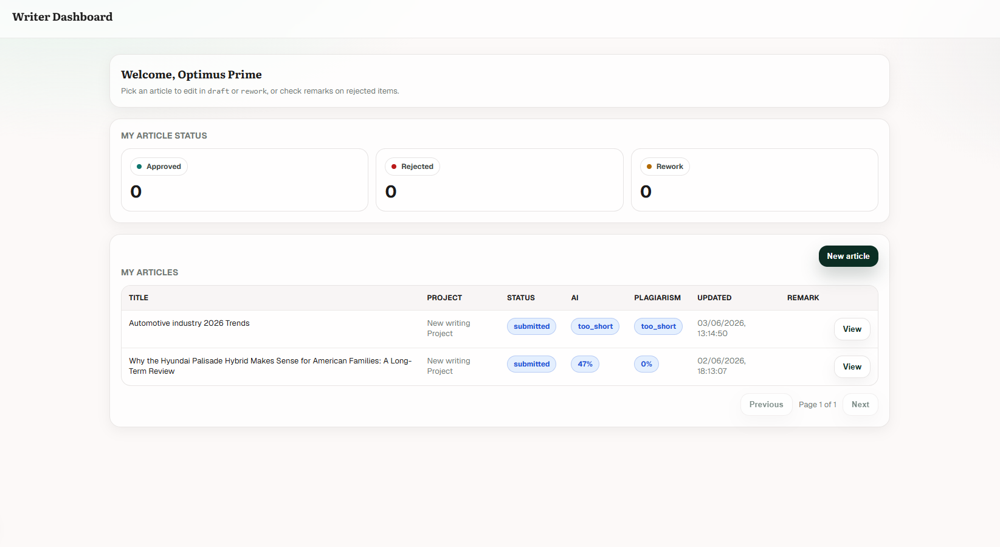 Writer Dashboard
Welcome, Optimus Prime
Pick an article to edit in draft or rework, or check remarks on rejected items.
MY ARTICLE STATUS
Approved
0
Rejected
0
Rework
0
New article
MY ARTICLES
TITLE PROJECT STATUS AI PLAGIARISM UPDATED REMARK
Automotive industry 2026 Trends
New writing
Project
submitted
too_short
too_short
03/06/2026,
13:14:50
View
Why the Hyundai Palisade Hybrid Makes Sense for American Families: A Long-
Term Review
New writing
Project
submitted
47%
0%
02/06/2026,
18:13:07
View
Previous Page 1 of 1 Next